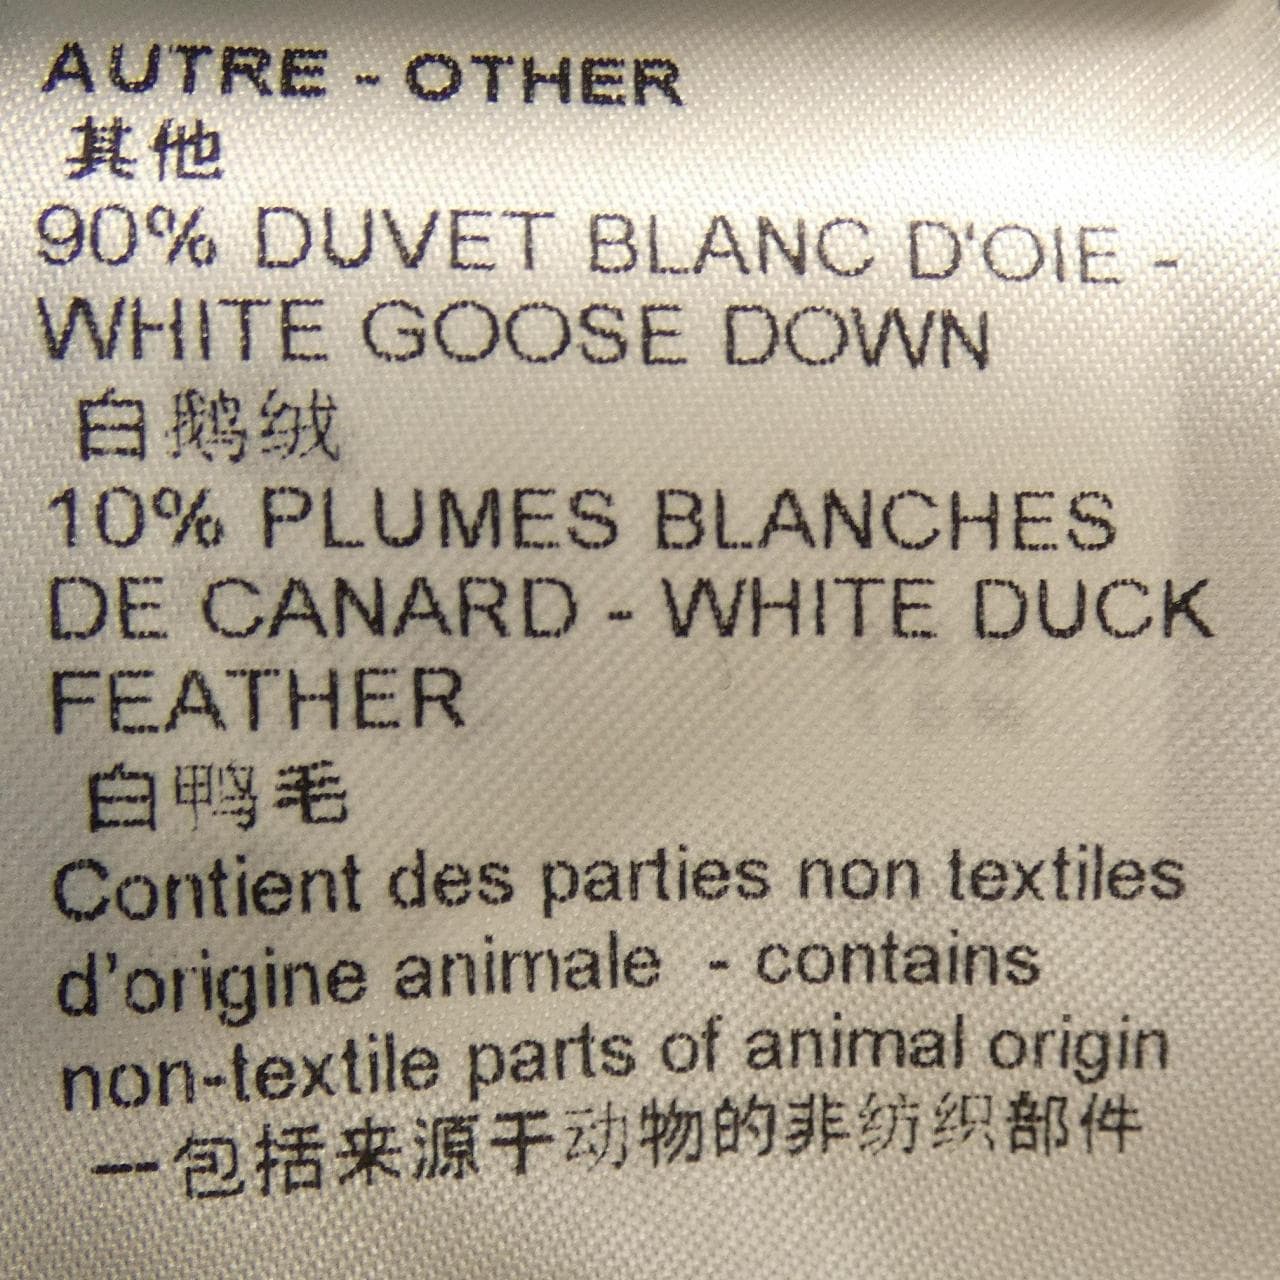 AUTRE - OTHER
其他
90% DUVET BLANC D'OIE -
WHITE GOOSE DOWN
白鹅绒
10% PLUMES BLANCHES
DE CANARD - WHITE DUCK
FEATHER
白鸭毛
Contient des parties non textiles
d’origine animale - contains
non-textile parts of animal origin
一包括来源于动物的非纺织部件